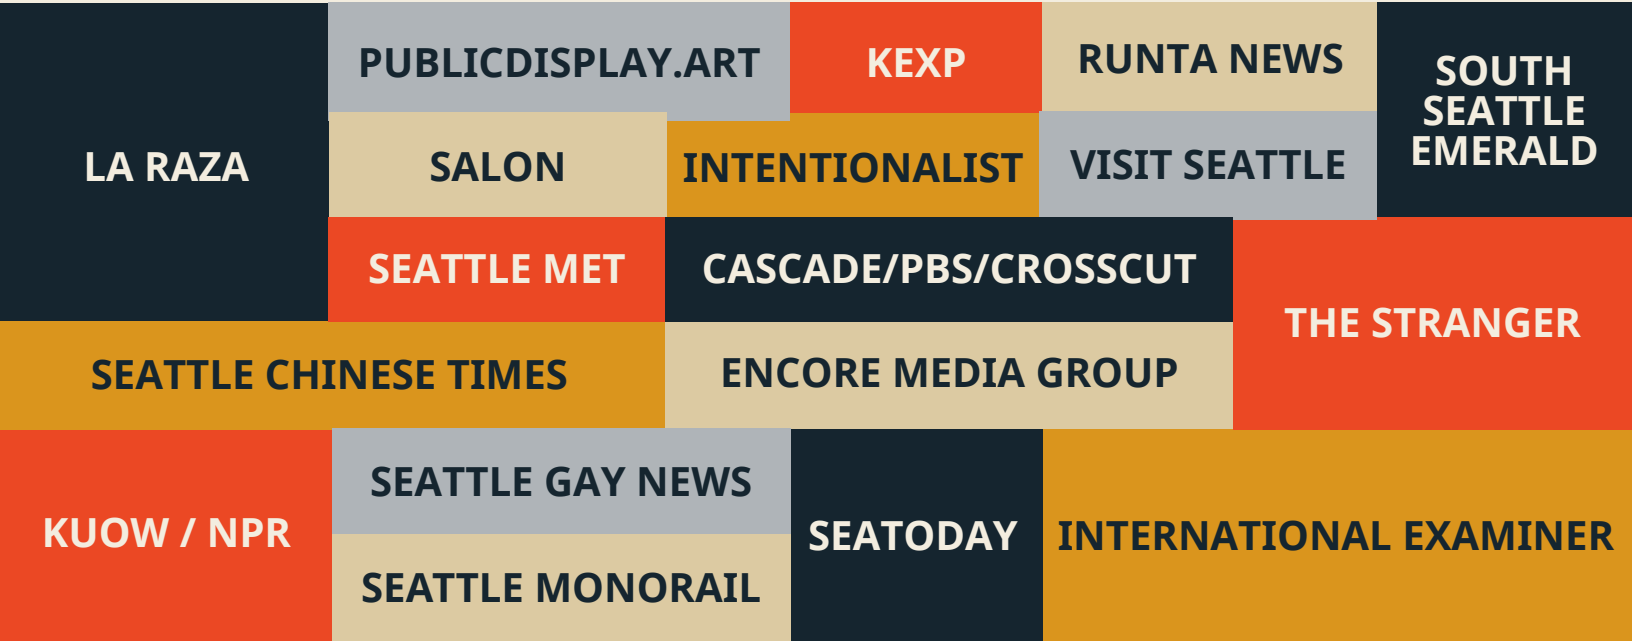 LA RAZA
PUBLICDISPLAY.ART
KEXP
RUNTA NEWS
SOUTH
SEATTLE
EMERALD
SALON
INTENTIONALIST
VISIT SEATTLE
SEATTLE MET
CASCADE/PBS/CROSSCUT
THE STRANGER
SEATTLE CHINESE TIMES
ENCORE MEDIA GROUP
KUOW / NPR
SEATTLE GAY NEWS
SEATODAY
INTERNATIONAL EXAMINER
SEATTLE MONORAIL